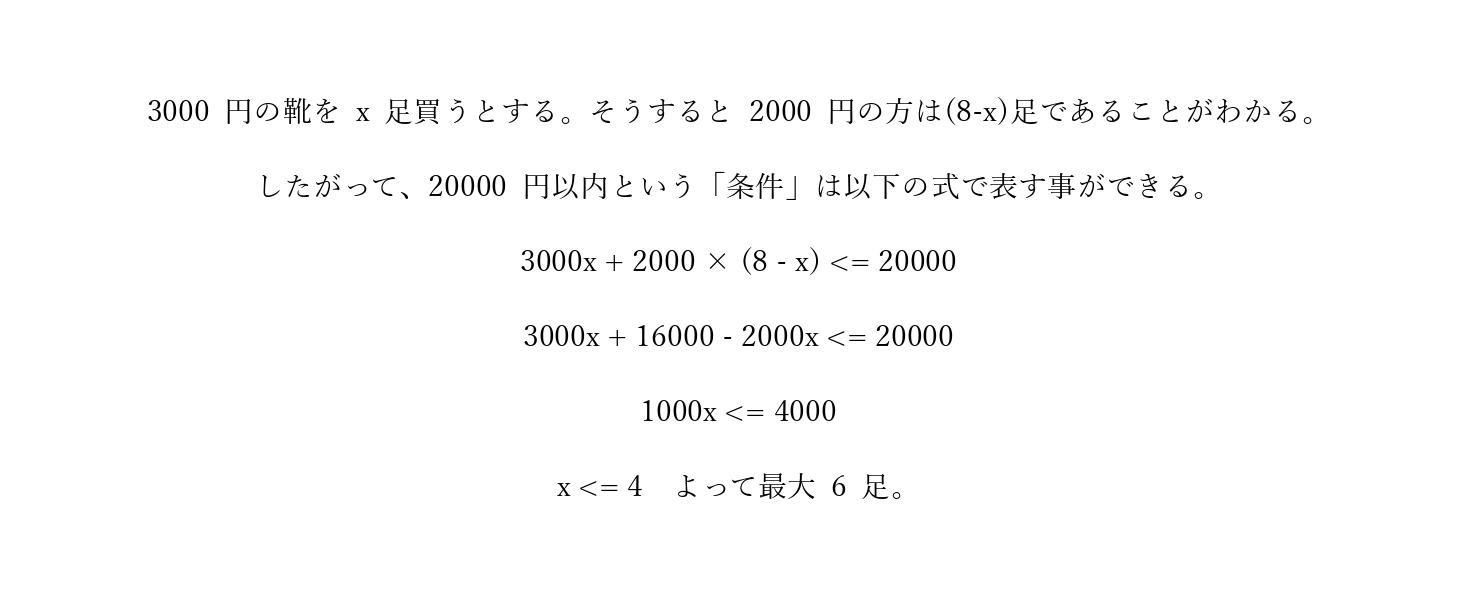 3000 円の靴を x 足買うとする。そうすると 2000 円の方は(8-x)足であることがわかる。
したがって、20000 円以内という「条件」は以下の式で表す事ができる。
3000x + 2000 × (8 - x) <= 20000
3000x + 16000 - 2000x <= 20000
1000x <= 4000
x <= 4　よって最大 6 足。